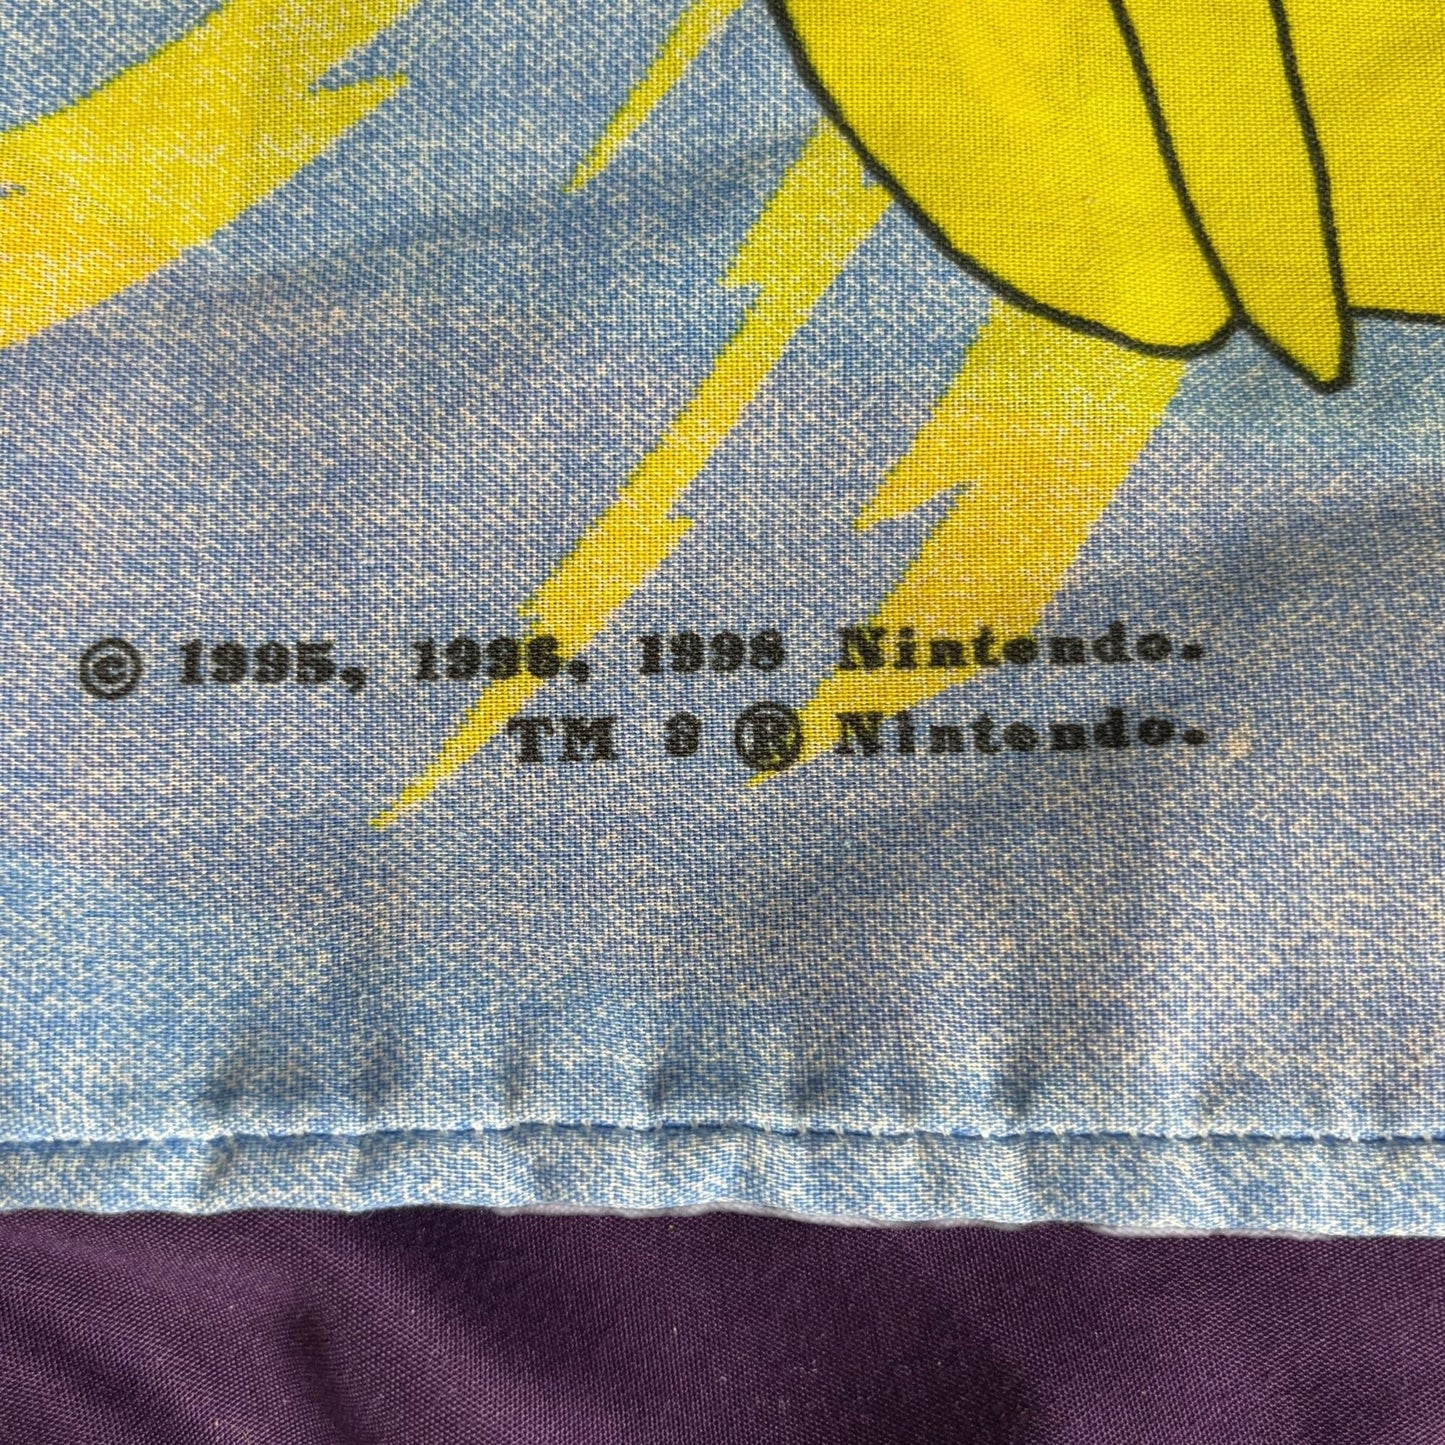 © 1995, 1996, 1998 Nintendo.
TM & ® Nintendo.